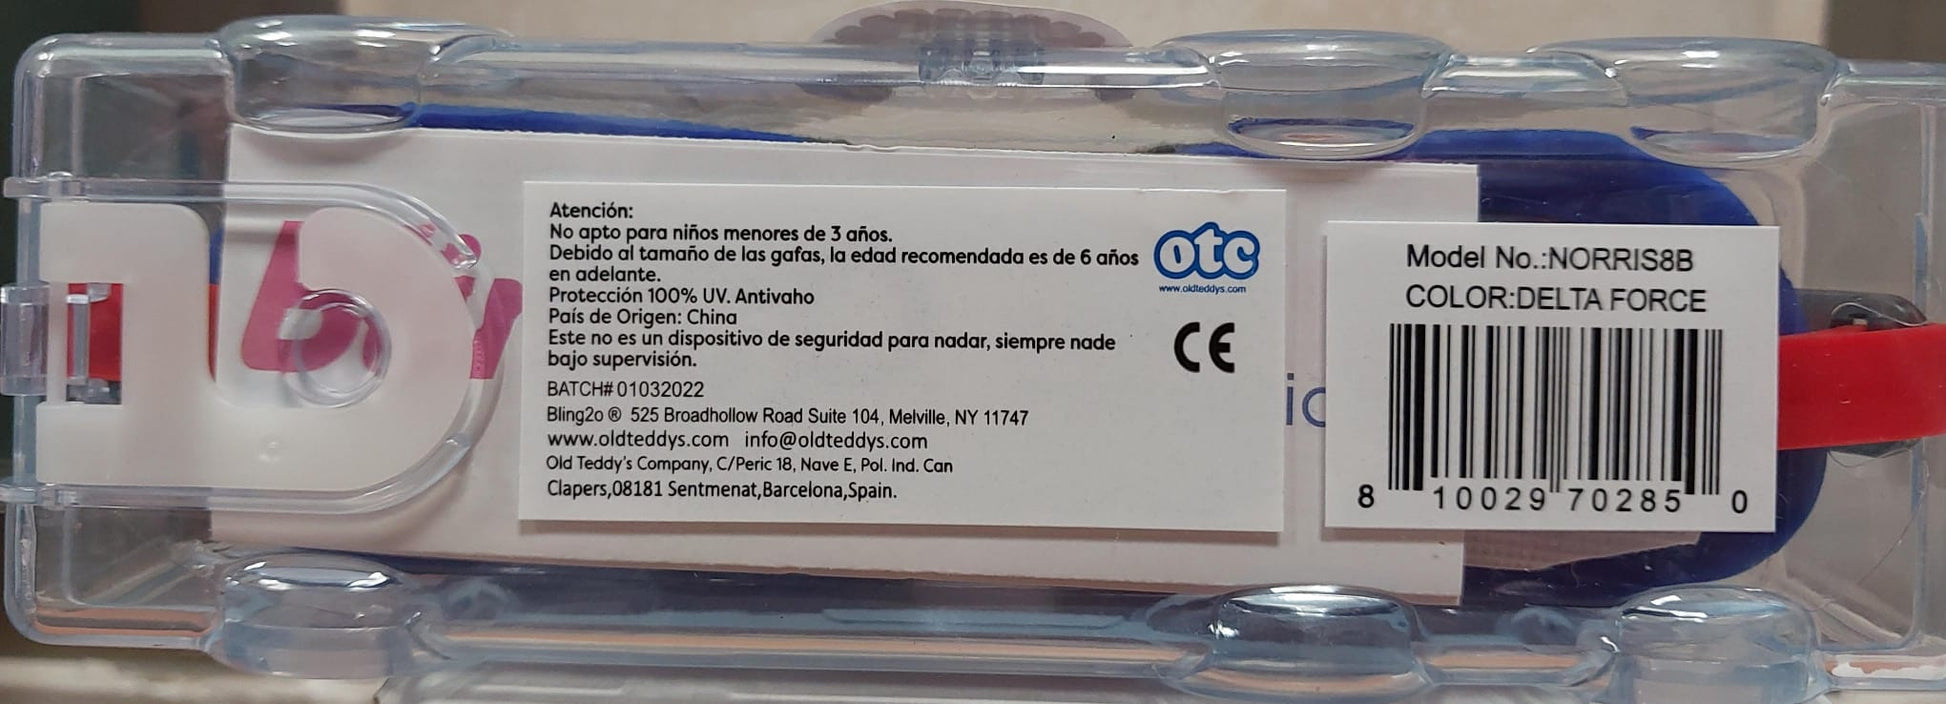 Atención:
No apto para niños menores de 3 años.
Debido al tamaño de las gafas, la edad recomendada es de 6 años
en adelante.
Protección 100% UV. Antivaho
País de Origen: China
Este no es un dispositivo de seguridad para nadar, siempre nade
bajo supervisión.
BATCH# 01032022
Bling2o ® 525 Broadhollow Road Suite 104, Melville, NY 11747
www.oldteddys.com info@oldteddys.com
Old Teddy's Company, C/Peric 18, Nave E, Pol. Ind. Can
Clapers,08181 Sentmenat,Barcelona,Spain.
otc
www.oldteddys.com
CE
Model No.:NORRIS8B
COLOR:DELTA FORCE
8 10029 70285 0